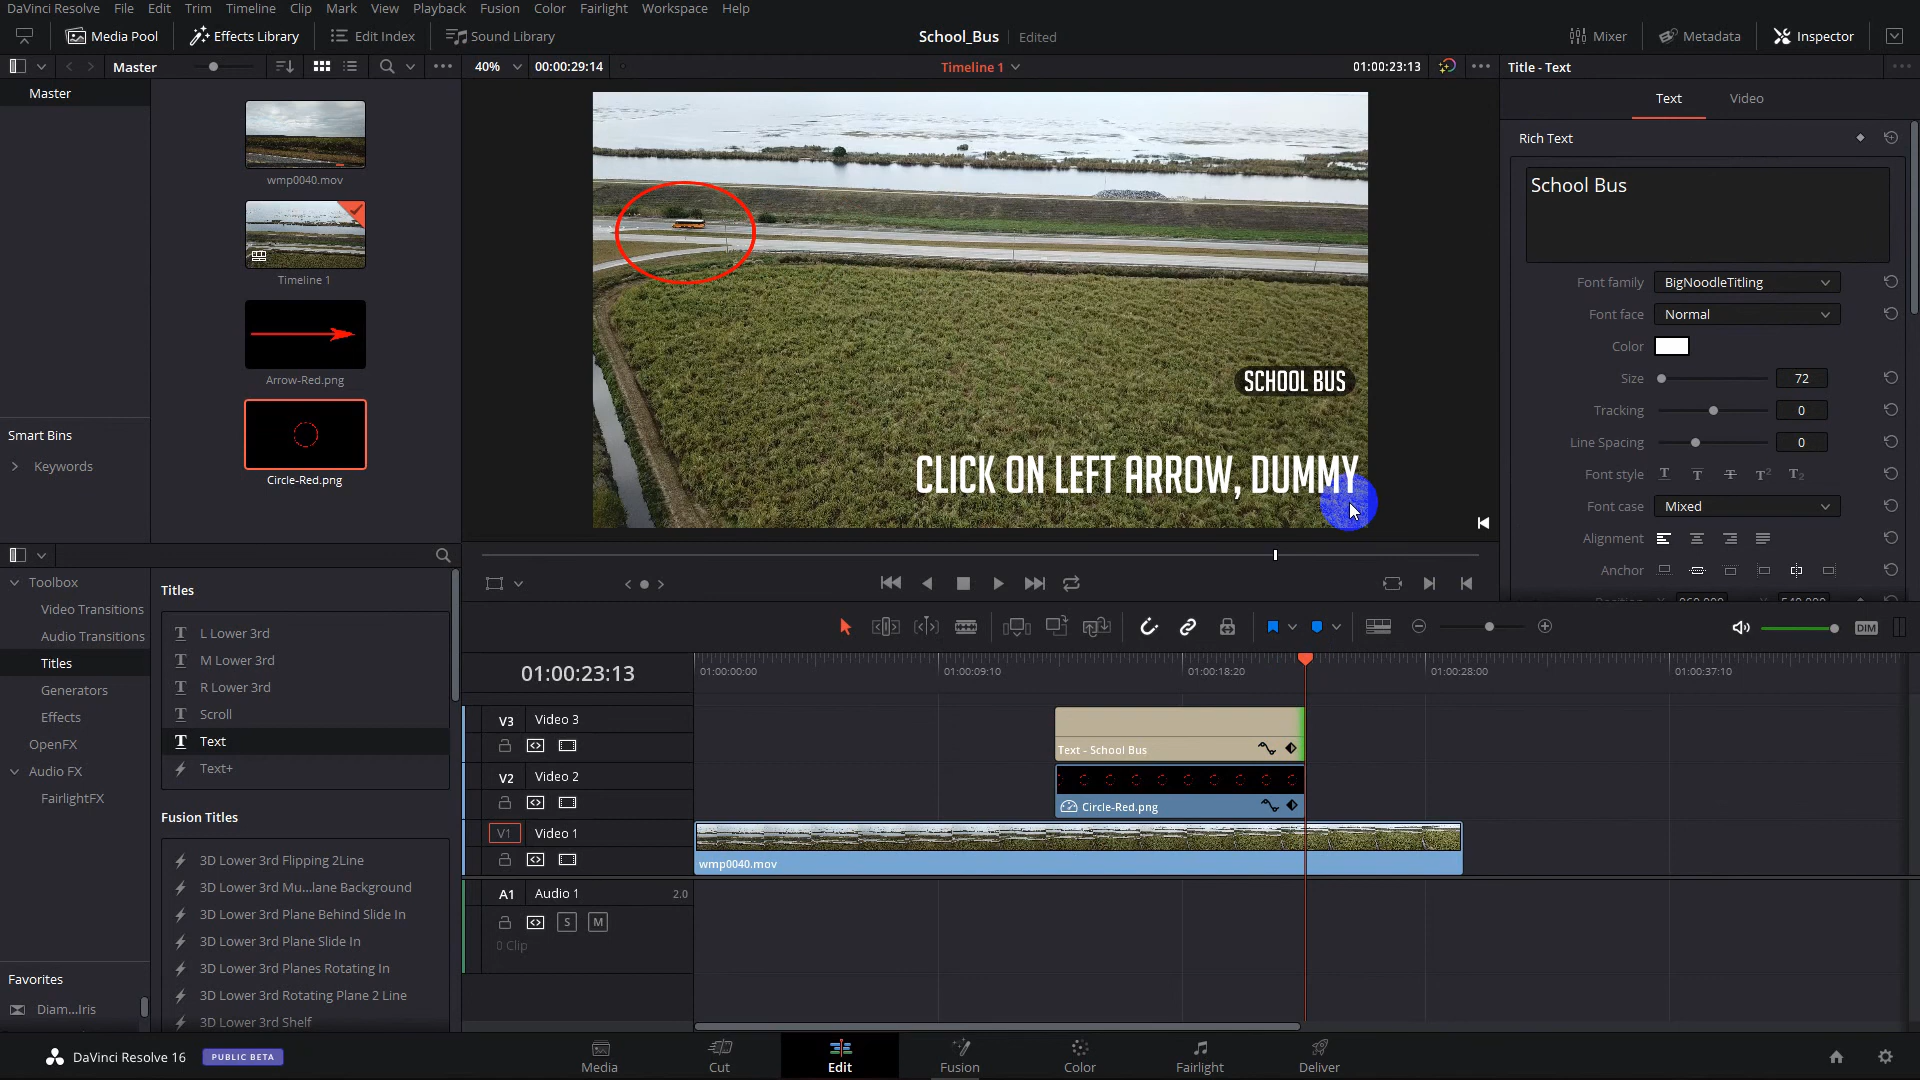 DaVinci Resolve File Edit Trim Timeline Clip Mark View Playback Fusion Color Fairlight Workspace Help
Media Pool Effects Library Edit Index Sound Library School_Bus Edited Mixer Metadata Inspector
Master 40% 00:00:29:14 Timeline 1 01:00:23:13 Title - Text
Master
Text Video
Rich Text
wmp0040.mov
School Bus
Timeline 1
Font family BigNoodleTitling
Font face Normal
Color
Arrow-Red.png
SCHOOL BUS
Size 72
Tracking 0
Smart Bins
Line Spacing 0
Keywords
Circle-Red.png
CLICK ON LEFT ARROW, DUMMY
Font style
Font case Mixed
Alignment
Anchor
Toolbox
Video Transitions
Audio Transitions
Titles
Generators
Effects
OpenFX
Audio FX
FairlightFX
Titles
L Lower 3rd
M Lower 3rd
R Lower 3rd
Scroll
Text
Text+
Fusion Titles
3D Lower 3rd Flipping 2Line
3D Lower 3rd Mu...lane Background
3D Lower 3rd Plane Behind Slide In
3D Lower 3rd Plane Slide In
3D Lower 3rd Planes Rotating In
3D Lower 3rd Rotating Plane 2 Line
3D Lower 3rd Shelf
Favorites
Diam...Iris
DIM
01:00:23:13 01:00:00:00 01:00:09:10 01:00:18:20 01:00:28:00 01:00:37:10
V3 Video 3
Text - School Bus
V2 Video 2
Circle-Red.png
V1 Video 1
wmp0040.mov
A1 Audio 1 2.0
S M
0 Clip
DaVinci Resolve 16 PUBLIC BETA
Media Cut Edit Fusion Color Fairlight Deliver